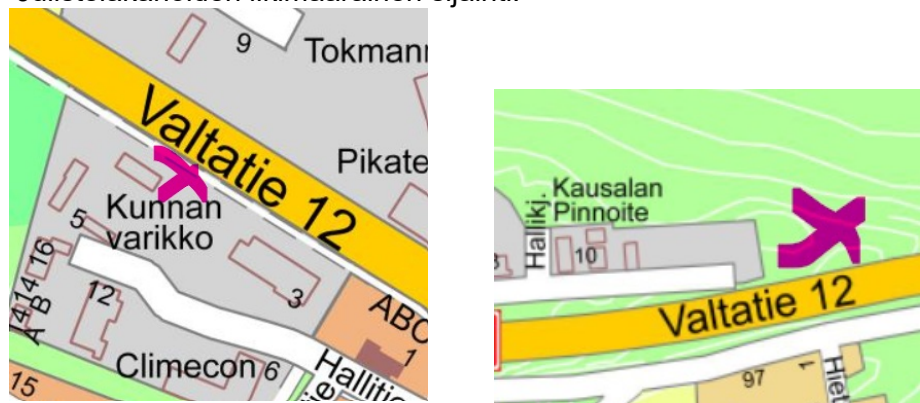 9
Tokmann
Valtatie 12
Pikate
Kunnan
varikko
5
16
14
14
B
A
12
3
ABC
1
Climecon 6
Hallitie
15
Kausalan
Pinnoite
Hallikj.
10
Valtatie 12
97
1
Hiet